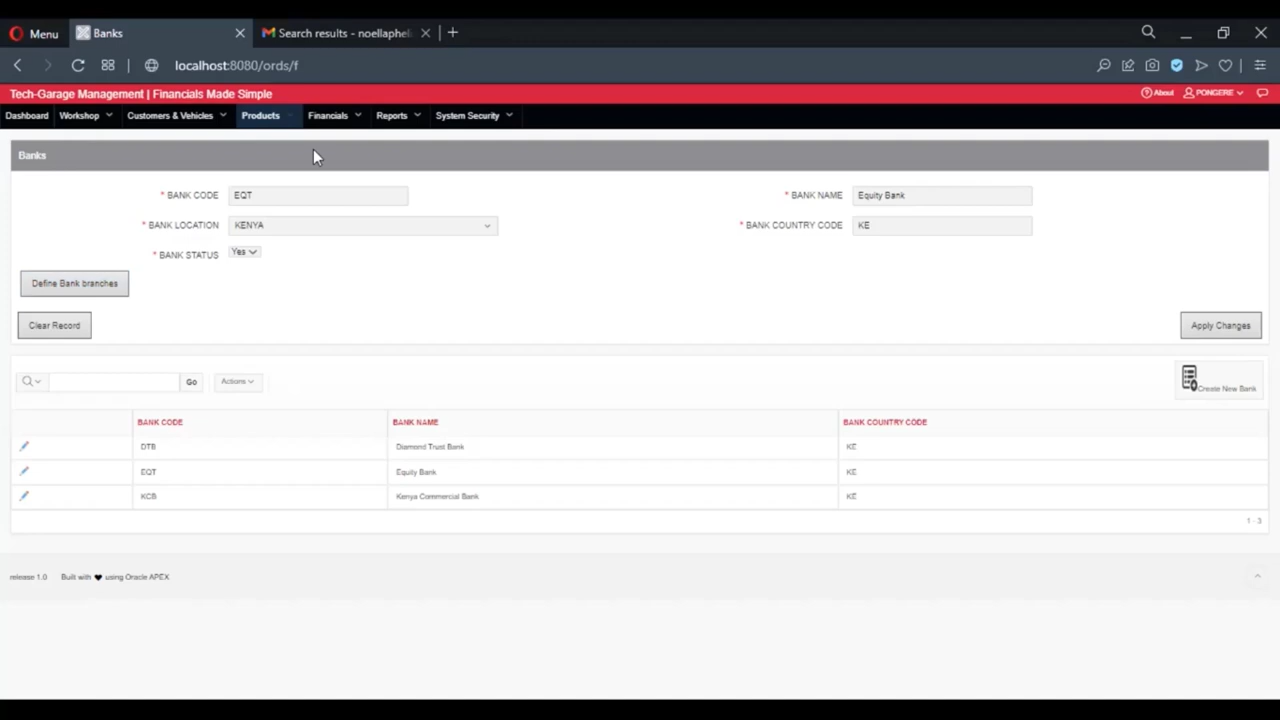 Menu
Banks
Search results - noellaphel
localhost:8080/ords/f
Tech-Garage Management | Financials Made Simple
About
PONGERE
Dashboard Workshop Customers & Vehicles Products Financials Reports System Security
Banks
* BANK CODE EQT
* BANK NAME Equity Bank
* BANK LOCATION KENYA
* BANK COUNTRY CODE KE
* BANK STATUS Yes
Define Bank branches
Clear Record
Apply Changes
Go
Actions
Create New Bank
BANK CODE BANK NAME BANK COUNTRY CODE
DTB Diamond Trust Bank KE
EQT Equity Bank KE
KCB Kenya Commercial Bank KE
1 - 3
release 1.0 Built with ♥ using Oracle APEX